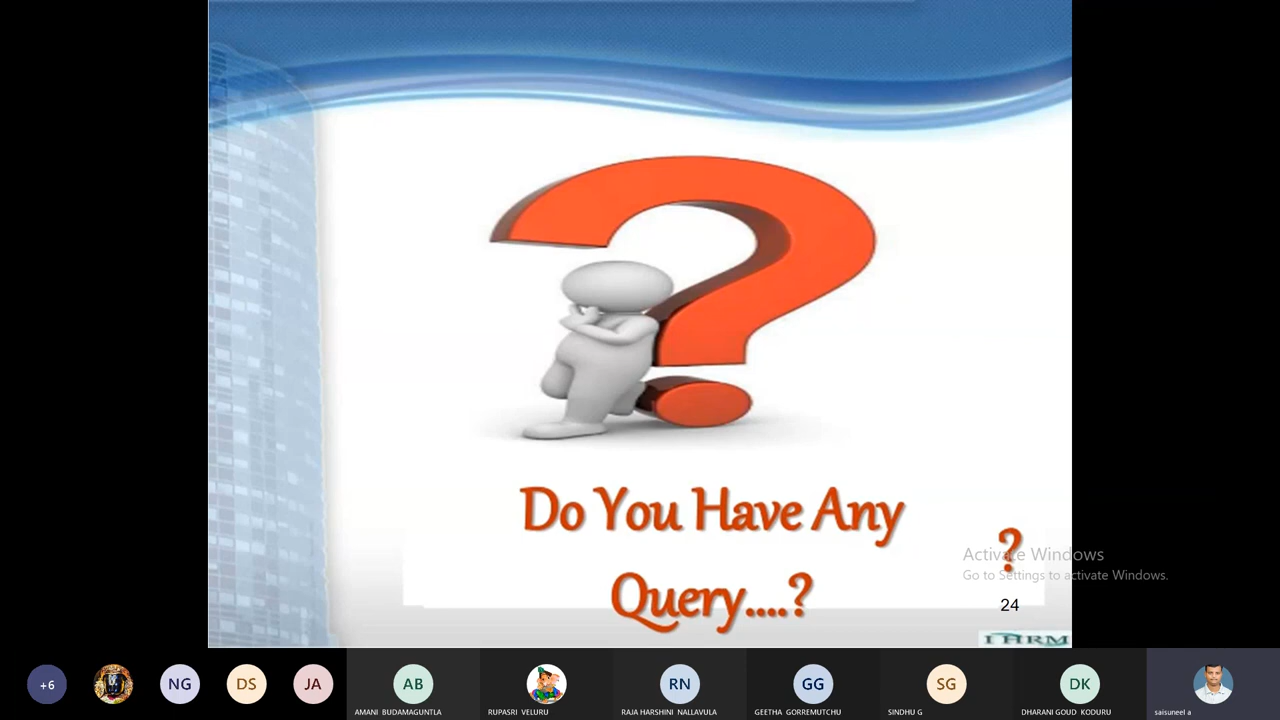 Do You Have Any
Query....?
?
Activate Windows
Go to Settings to activate Windows.
24
IHRM
+6
NG
DS
JA
AB
RN
GG
SG
DK
AMANI BUDAMAGUNTLA
RUPASRI VELURU
RAJA HARSHINI NALLAVULA
GEETHA GORREMUTCHU
SINDHU G
DHARANI GOUD KODURU
saisuneel a